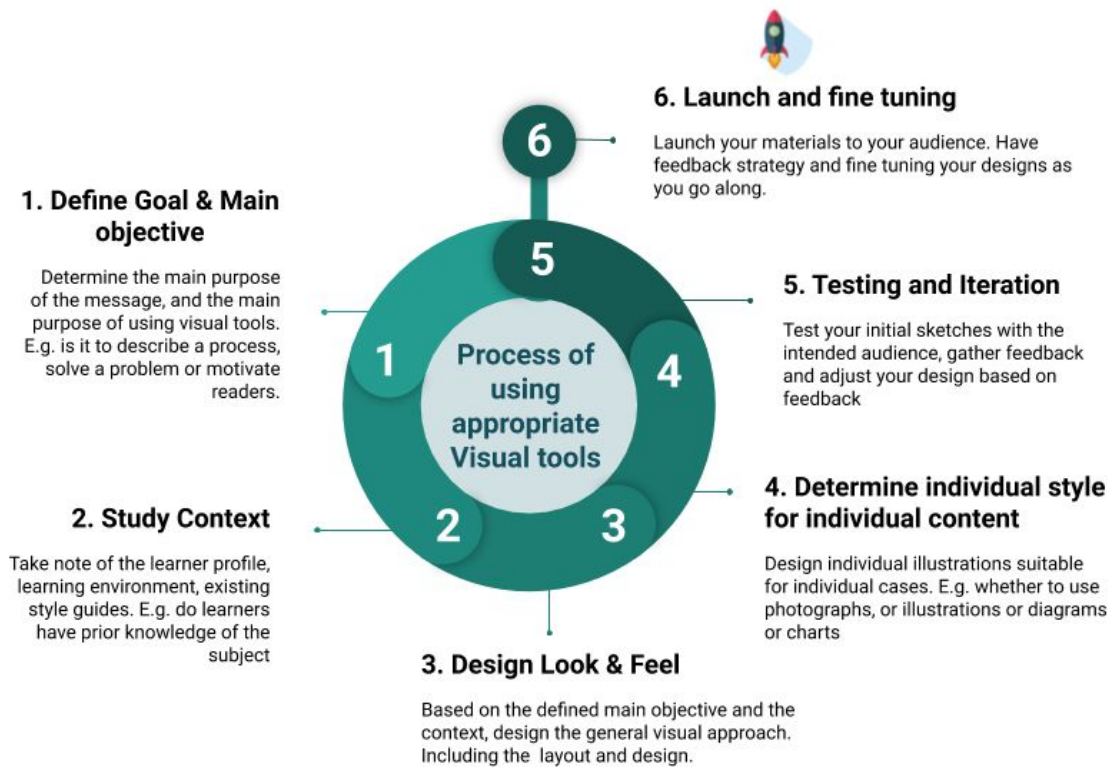 1. Define Goal & Main
objective
Determine the main purpose
of the message, and the main
purpose of using visual tools.
E.g. is it to describe a process,
solve a problem or motivate
readers.
2. Study Context
Take note of the learner profile,
learning environment, existing
style guides. E.g. do learners
have prior knowledge of the
subject
3. Design Look & Feel
Based on the defined main objective and the
context, design the general visual approach.
Including the layout and design.
4. Determine individual style
for individual content
Design individual illustrations suitable
for individual cases. E.g. whether to use
photographs, or illustrations or diagrams
or charts
5. Testing and Iteration
Test your initial sketches with the
intended audience, gather feedback
and adjust your design based on
feedback
6. Launch and fine tuning
Launch your materials to your audience. Have
feedback strategy and fine tuning your designs as
you go along.
Process of
using
appropriate
Visual tools
1
2
3
4
5
6